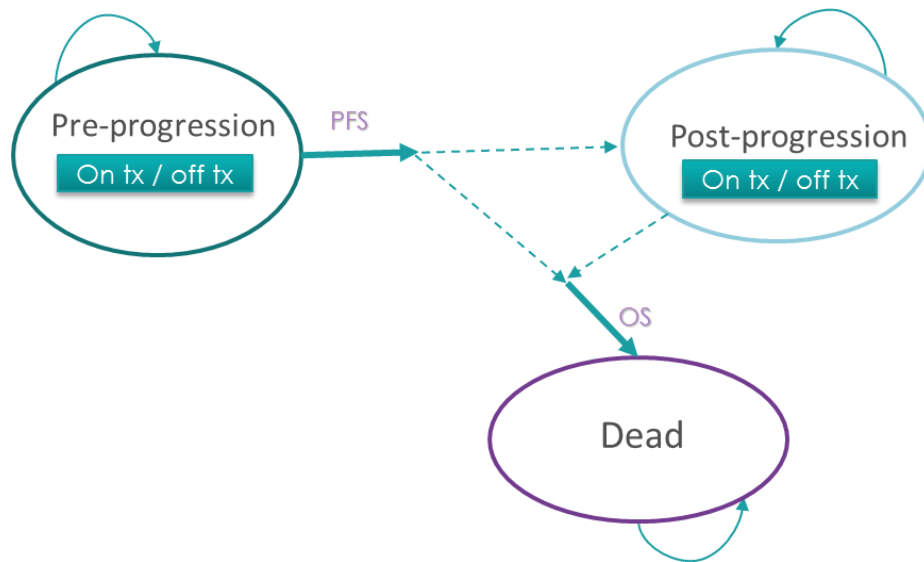 Pre-progression
On tx / off tx
PFS
Post-progression
On tx / off tx
OS
Dead